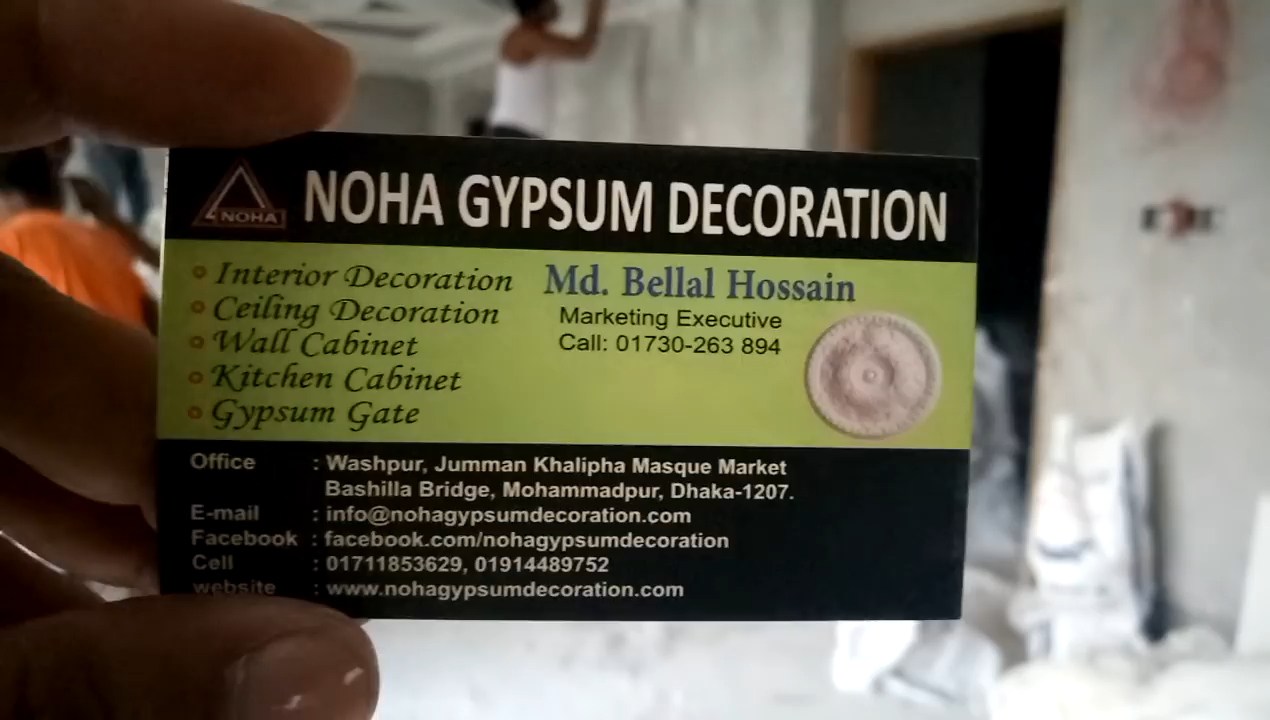 NOHA
NOHA GYPSUM DECORATION
Interior Decoration
Ceiling Decoration
Wall Cabinet
Kitchen Cabinet
Gypsum Gate
Md. Bellal Hossain
Marketing Executive
Call: 01730-263 894
Office : Washpur, Jumman Khalipha Masque Market
Bashilla Bridge, Mohammadpur, Dhaka-1207.
E-mail : info@nohagypsumdecoration.com
Facebook : facebook.com/nohagypsumdecoration
Cell : 01711853629, 01914489752
website : www.nohagypsumdecoration.com